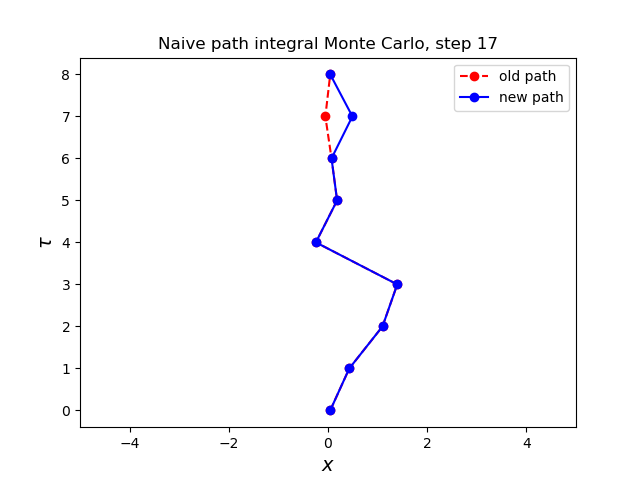 Naive path integral Monte Carlo, step 17
old path
new path
8
7
6
5
4
3
2
1
0
τ
−4
−2
0
2
4
x